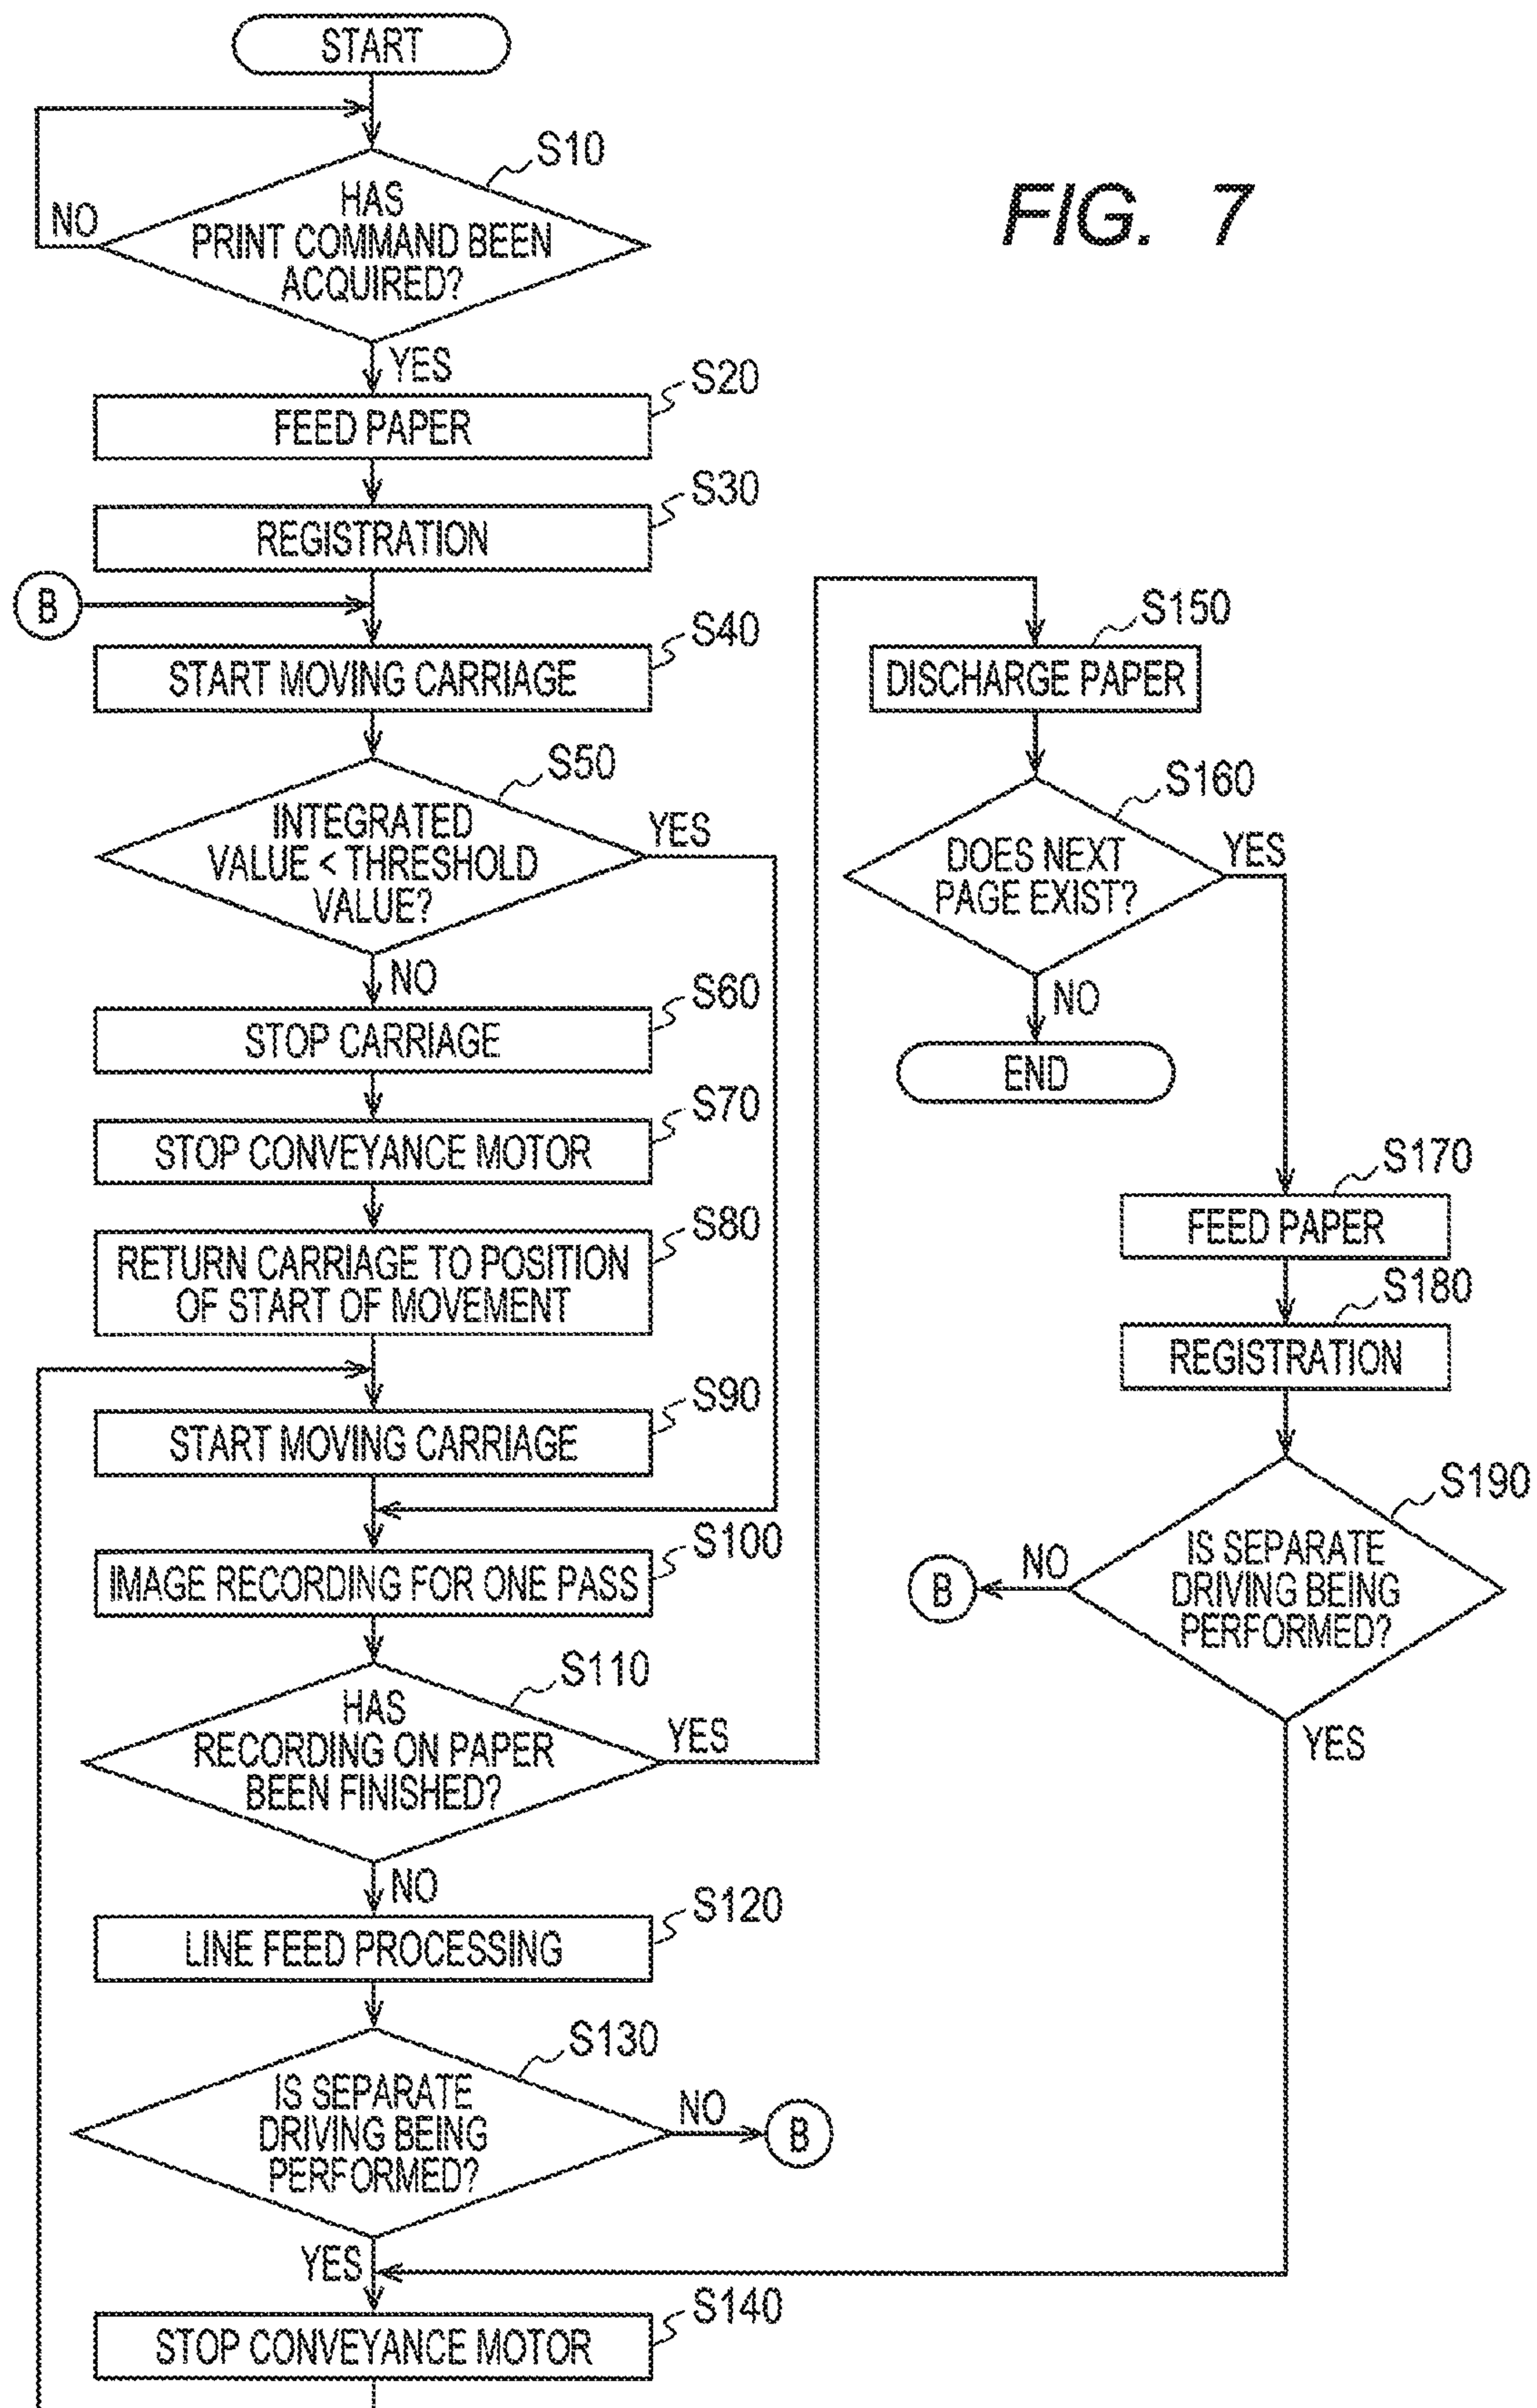 START
FIG. 7
S10
HAS
PRINT COMMAND BEEN
ACQUIRED?
NO
YES
S20
FEED PAPER
S30
REGISTRATION
B
S40
START MOVING CARRIAGE
S50
INTEGRATED
VALUE < THRESHOLD
VALUE?
YES
NO
S60
STOP CARRIAGE
S70
STOP CONVEYANCE MOTOR
S80
RETURN CARRIAGE TO POSITION
OF START OF MOVEMENT
S90
START MOVING CARRIAGE
S100
IMAGE RECORDING FOR ONE PASS
S110
HAS
RECORDING ON PAPER
BEEN FINISHED?
YES
NO
S120
LINE FEED PROCESSING
S130
IS SEPARATE
DRIVING BEING
PERFORMED?
NO
B
YES
S140
STOP CONVEYANCE MOTOR
S150
DISCHARGE PAPER
S160
DOES NEXT
PAGE EXIST?
YES
NO
END
S170
FEED PAPER
S180
REGISTRATION
S190
IS SEPARATE
DRIVING BEING
PERFORMED?
NO
B
YES